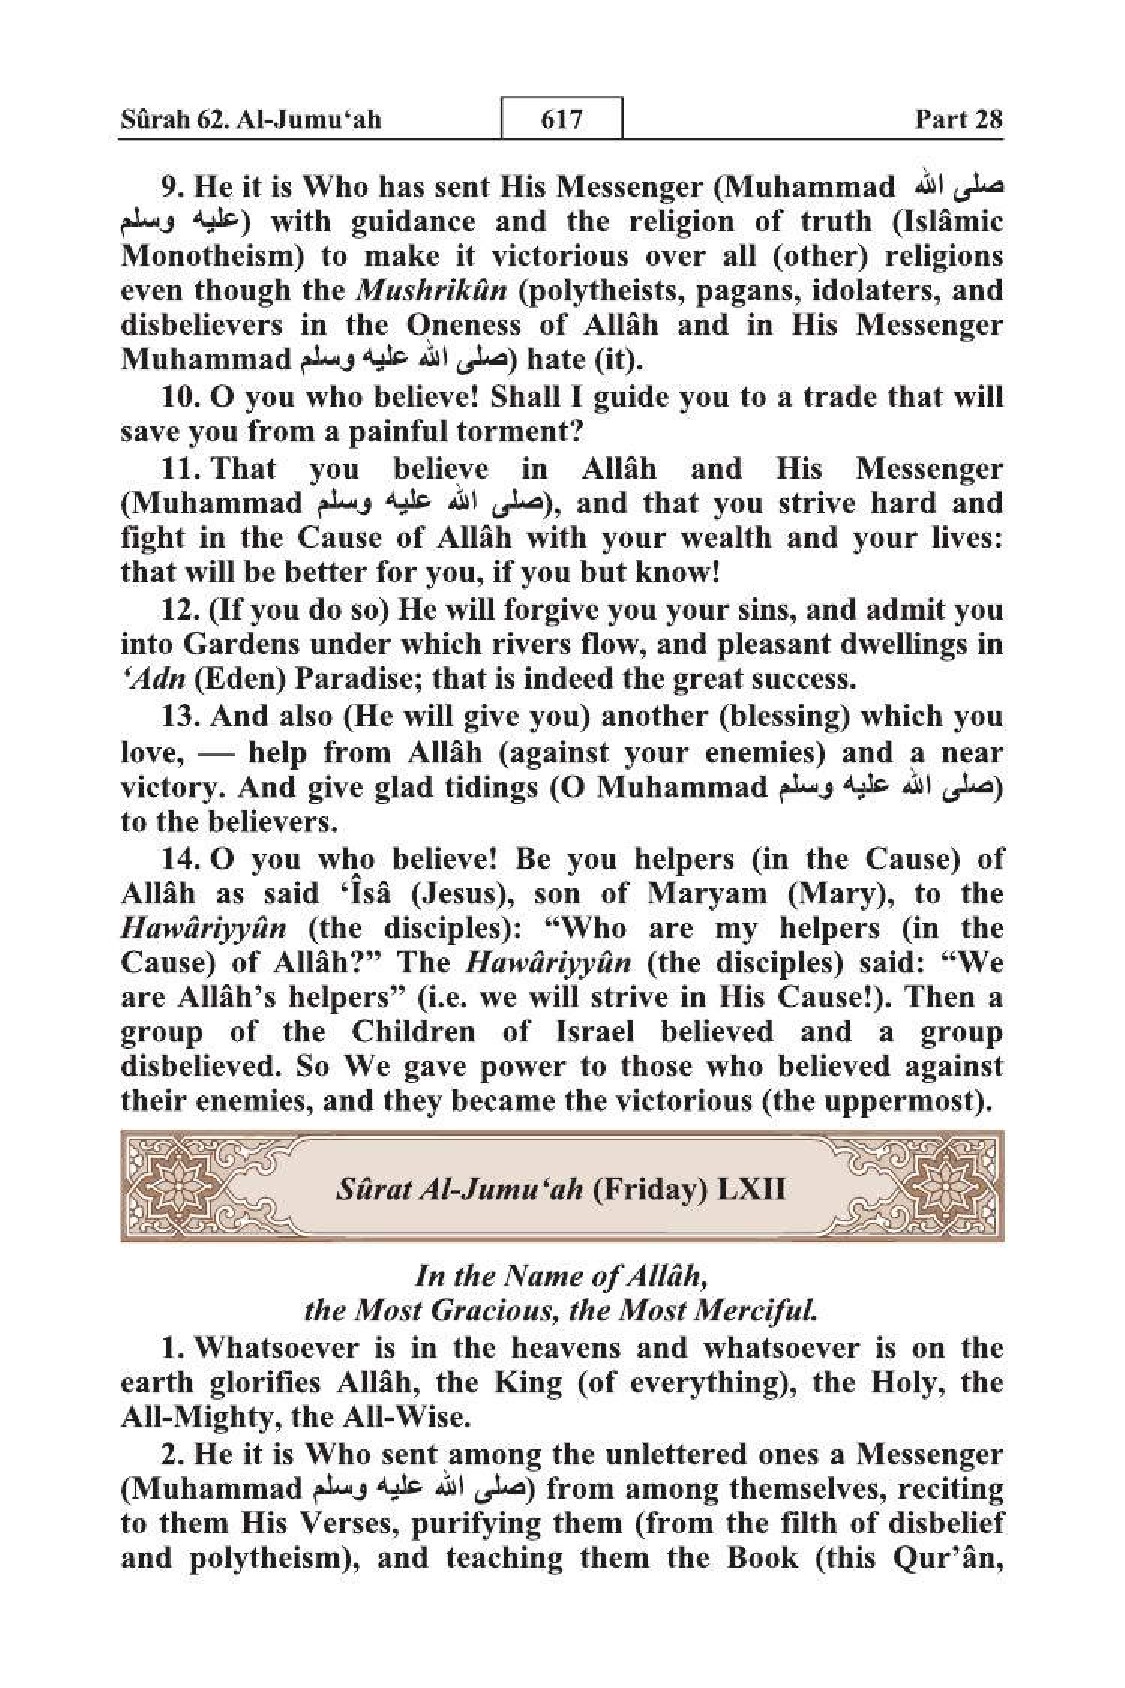 Sûrah 62. Al-Jumu‘ah 617 Part 28
9. He it is Who has sent His Messenger (Muhammad صلى الله
عليه وسلم) with guidance and the religion of truth (Islâmic
Monotheism) to make it victorious over all (other) religions
even though the Mushrikûn (polytheists, pagans, idolaters, and
disbelievers in the Oneness of Allâh and in His Messenger
Muhammad صلى الله عليه وسلم) hate (it).
10. O you who believe! Shall I guide you to a trade that will
save you from a painful torment?
11. That you believe in Allâh and His Messenger
(Muhammad صلى الله عليه وسلم), and that you strive hard and
fight in the Cause of Allâh with your wealth and your lives:
that will be better for you, if you but know!
12. (If you do so) He will forgive you your sins, and admit you
into Gardens under which rivers flow, and pleasant dwellings in
‘Adn (Eden) Paradise; that is indeed the great success.
13. And also (He will give you) another (blessing) which you
love, — help from Allâh (against your enemies) and a near
victory. And give glad tidings (O Muhammad صلى الله عليه وسلم)
to the believers.
14. O you who believe! Be you helpers (in the Cause) of
Allâh as said ‘Îsâ (Jesus), son of Maryam (Mary), to the
Hawâriyyûn (the disciples): “Who are my helpers (in the
Cause) of Allâh?” The Hawâriyyûn (the disciples) said: “We
are Allâh’s helpers” (i.e. we will strive in His Cause!). Then a
group of the Children of Israel believed and a group
disbelieved. So We gave power to those who believed against
their enemies, and they became the victorious (the uppermost).
Sûrat Al-Jumu‘ah (Friday) LXII
In the Name of Allâh,
the Most Gracious, the Most Merciful.
1. Whatsoever is in the heavens and whatsoever is on the
earth glorifies Allâh, the King (of everything), the Holy, the
All-Mighty, the All-Wise.
2. He it is Who sent among the unlettered ones a Messenger
(Muhammad صلى الله عليه وسلم) from among themselves, reciting
to them His Verses, purifying them (from the filth of disbelief
and polytheism), and teaching them the Book (this Qur’ân,